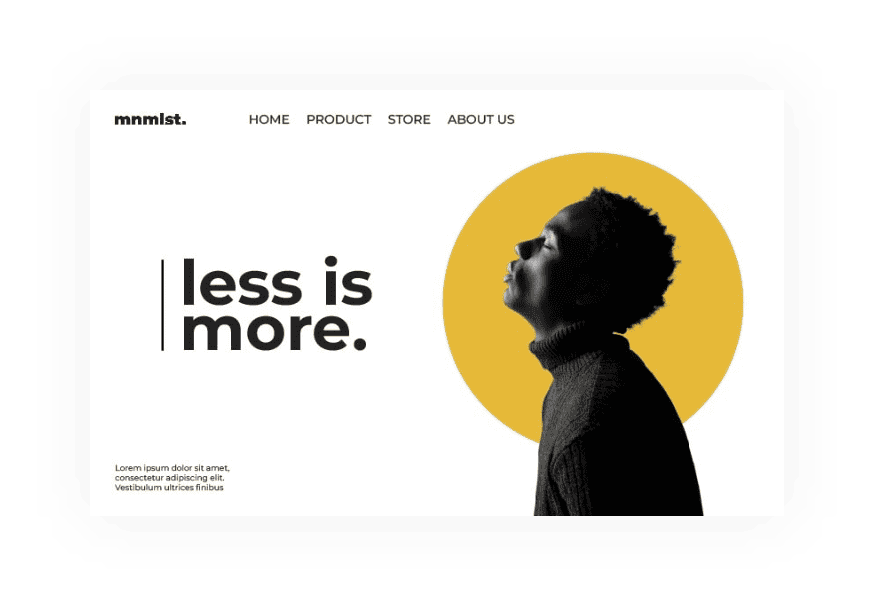 mnmlst.
HOME PRODUCT STORE ABOUT US
less is
more.
Lorem ipsum dolor sit amet,
consectetur adipiscing elit.
Vestibulum ultrices finibus